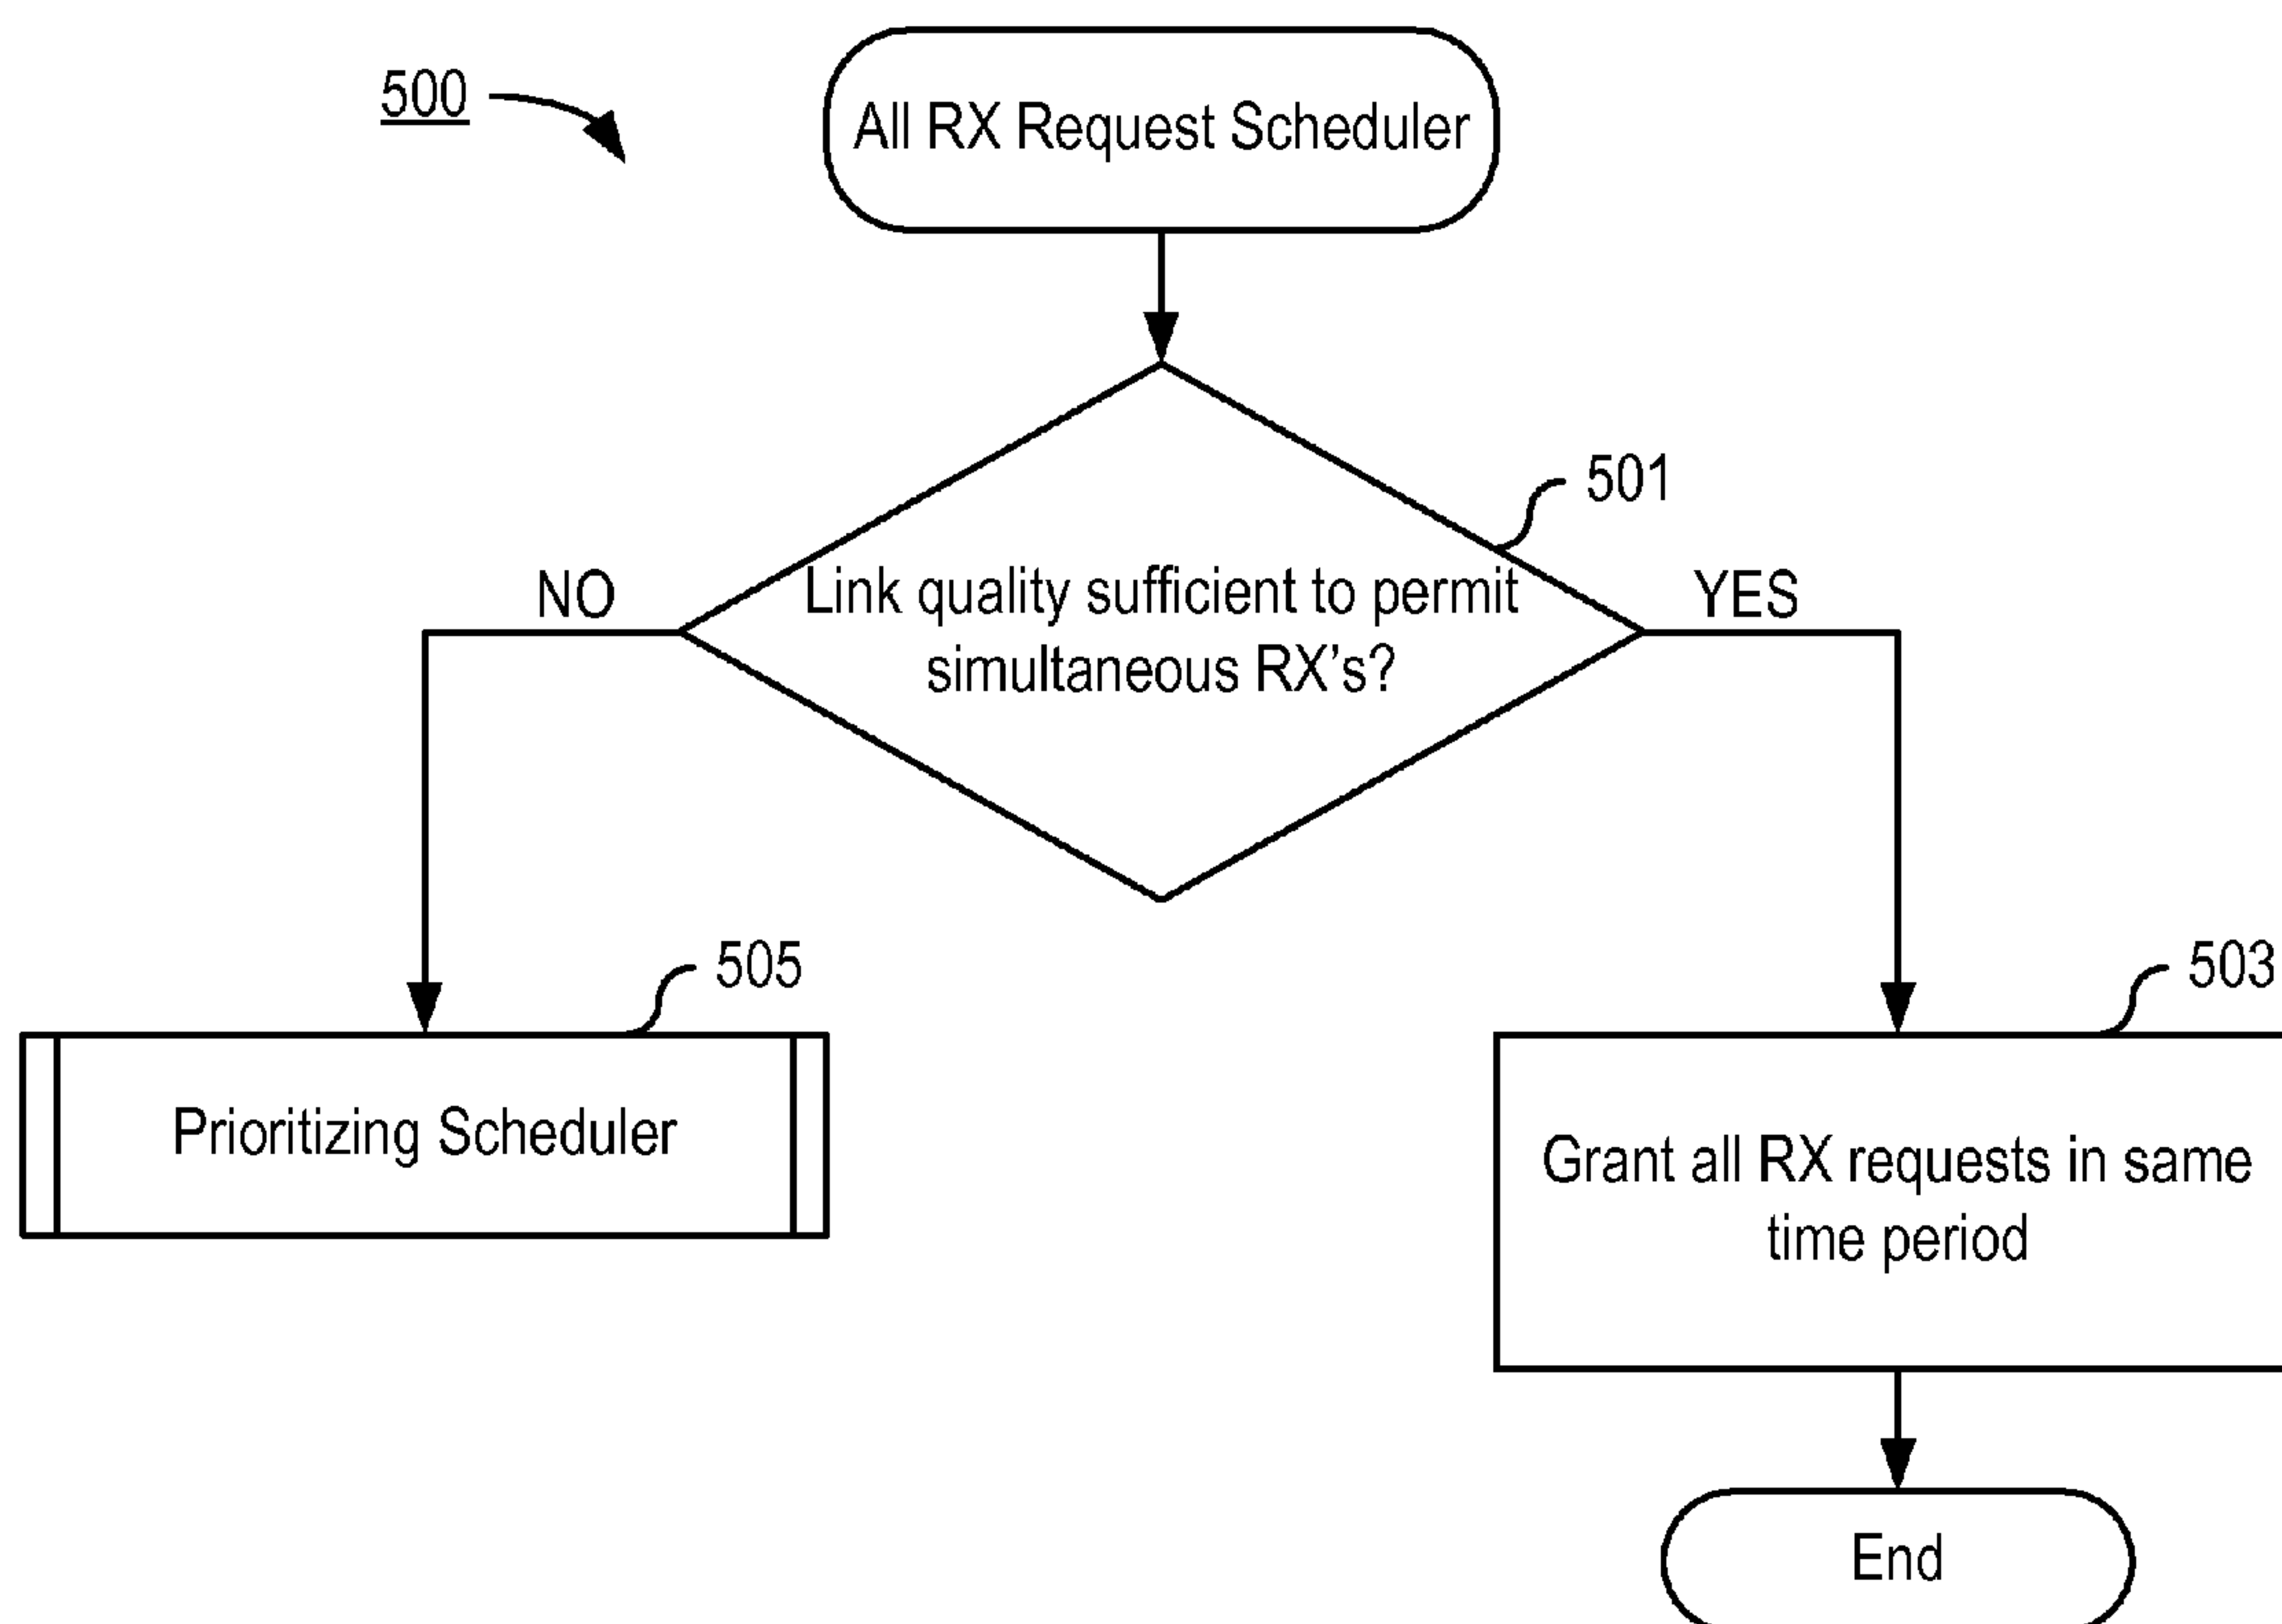 500
All RX Request Scheduler
501
NO
Link quality sufficient to permit
simultaneous RX's?
YES
505
Prioritizing Scheduler
503
Grant all RX requests in same
time period
End